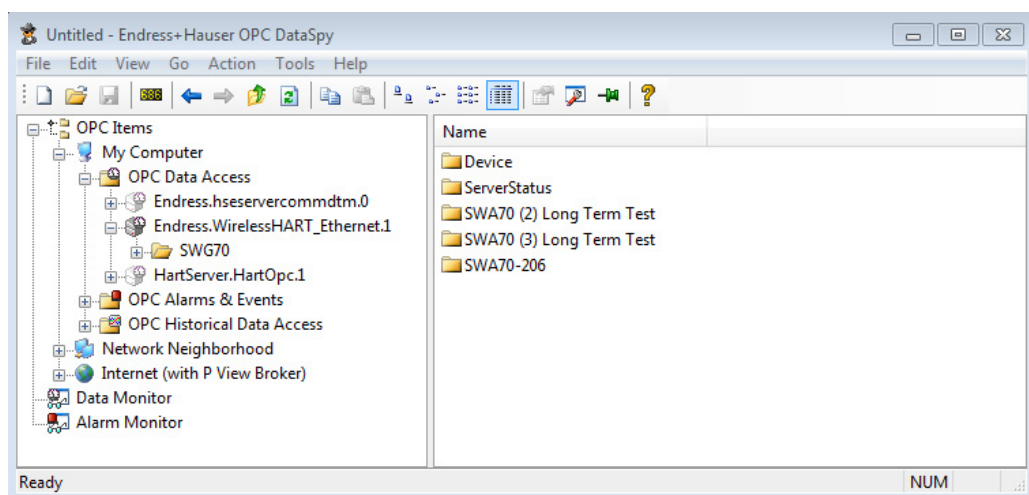 Untitled - Endress+Hauser OPC DataSpy
File Edit View Go Action Tools Help
OPC Items
My Computer
OPC Data Access
Endress.hseservercommdtm.0
Endress.WirelessHART_Ethernet.1
SWG70
HartServer.HartOpc.1
OPC Alarms & Events
OPC Historical Data Access
Network Neighborhood
Internet (with P View Broker)
Data Monitor
Alarm Monitor
Name
Device
ServerStatus
SWA70 (2) Long Term Test
SWA70 (3) Long Term Test
SWA70-206
Ready NUM